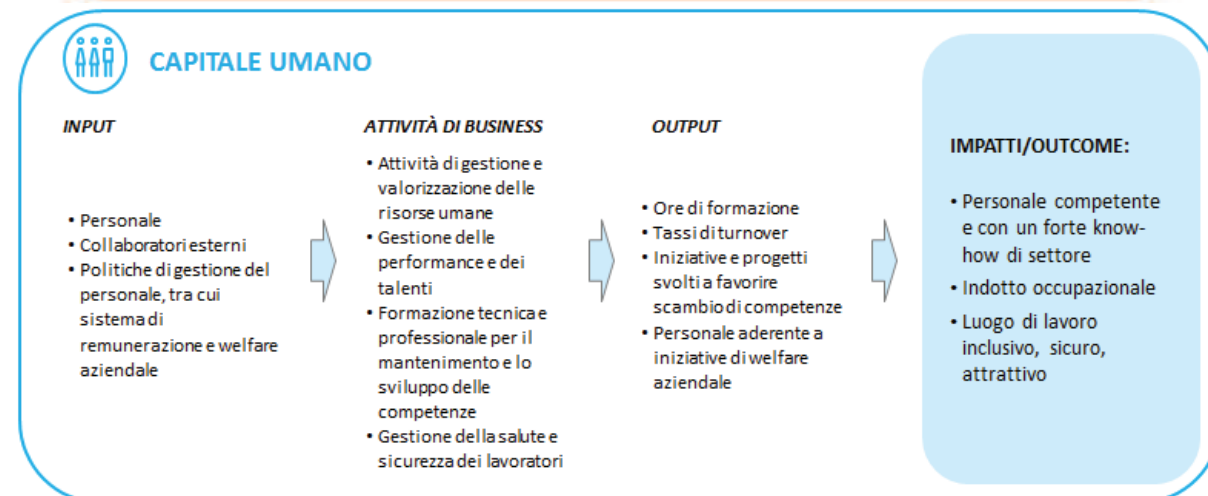 CAPITALE UMANO
INPUT
• Personale
• Collaboratori esterni
• Politiche di gestione del
personale, tra cui
sistema di
remunerazione e welfare
aziendale
ATTIVITÀ DI BUSINESS
• Attività di gestione e
valorizzazione delle
risorse umane
• Gestione delle
performance e dei
talenti
• Formazione tecnica e
professionale per il
mantenimento e lo
sviluppo delle
competenze
• Gestione della salute e
sicurezza dei lavoratori
OUTPUT
• Ore di formazione
• Tassi di turnover
• Iniziative e progetti
svolti a favorire
scambio di competenze
• Personale aderente a
iniziative di welfare
aziendale
IMPATTI/OUTCOME:
• Personale competente
e con un forte know-
how di settore
• Indotto occupazionale
• Luogo di lavoro
inclusivo, sicuro,
attrattivo